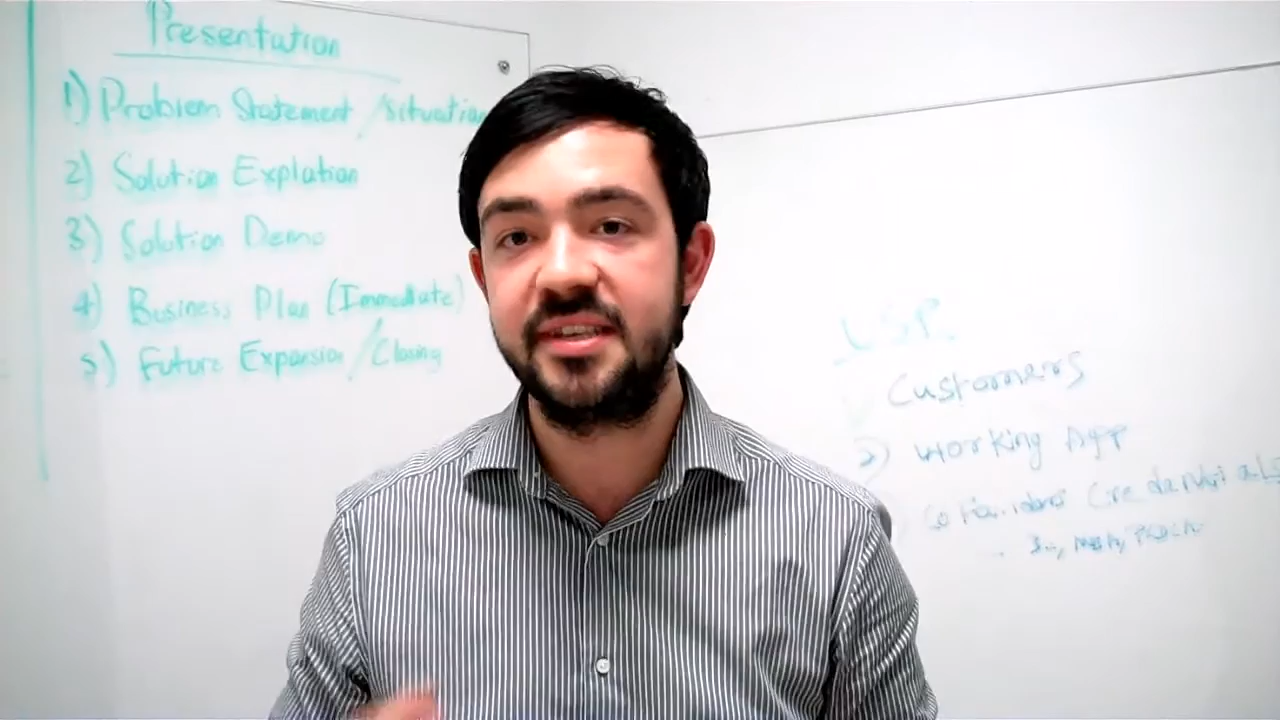 Presentation
1) Problem Statement / Situation
2) Solution Explation
3) Solution Demo
4) Business Plan (Immediate)
5) Future Expansion / Closing
USP
Customers
2) Working App